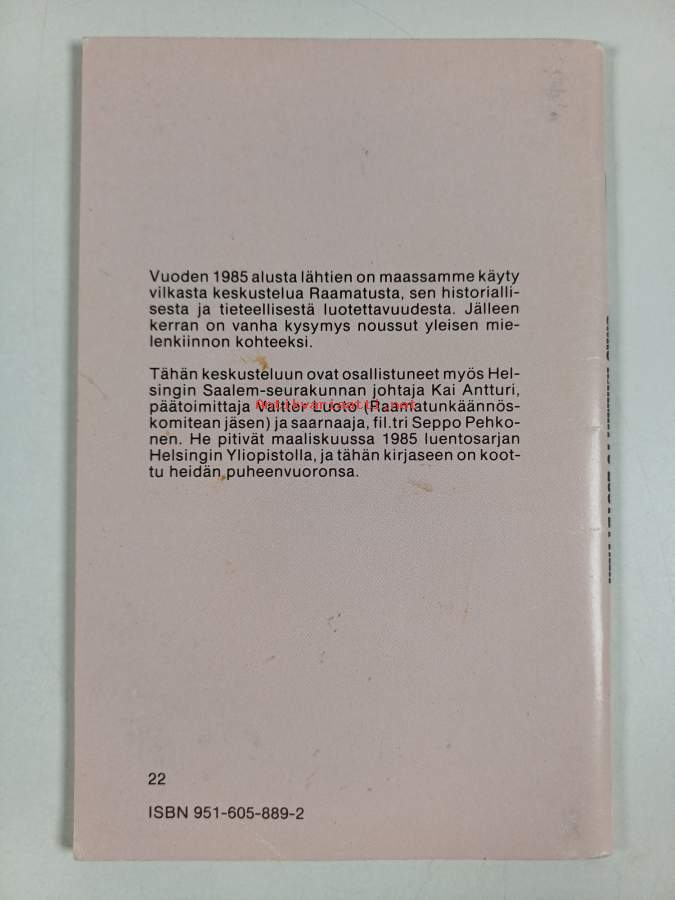 Vuoden 1985 alusta lähtien on maassamme käyty
vilkasta keskustelua Raamatusta, sen historialli-
sesta ja tieteellisestä luotettavuudesta. Jälleen
kerran on vanha kysymys noussut yleisen mie-
lenkiinnon kohteeksi.
Tähän keskusteluun ovat osallistuneet myös Hel-
singin Saalem-seurakunnan johtaja Kai Antturi,
päätoimittaja Valtter Luoto (Raamatunkäännös-
komitean jäsen) ja saarnaaja, fil.tri Seppo Pehko-
nen. He pitivät maaliskuussa 1985 luentosarjan
Helsingin Yliopistolla, ja tähän kirjaseen on koot-
tu heidän puheenvuoronsa.
22
ISBN 951-605-889-2